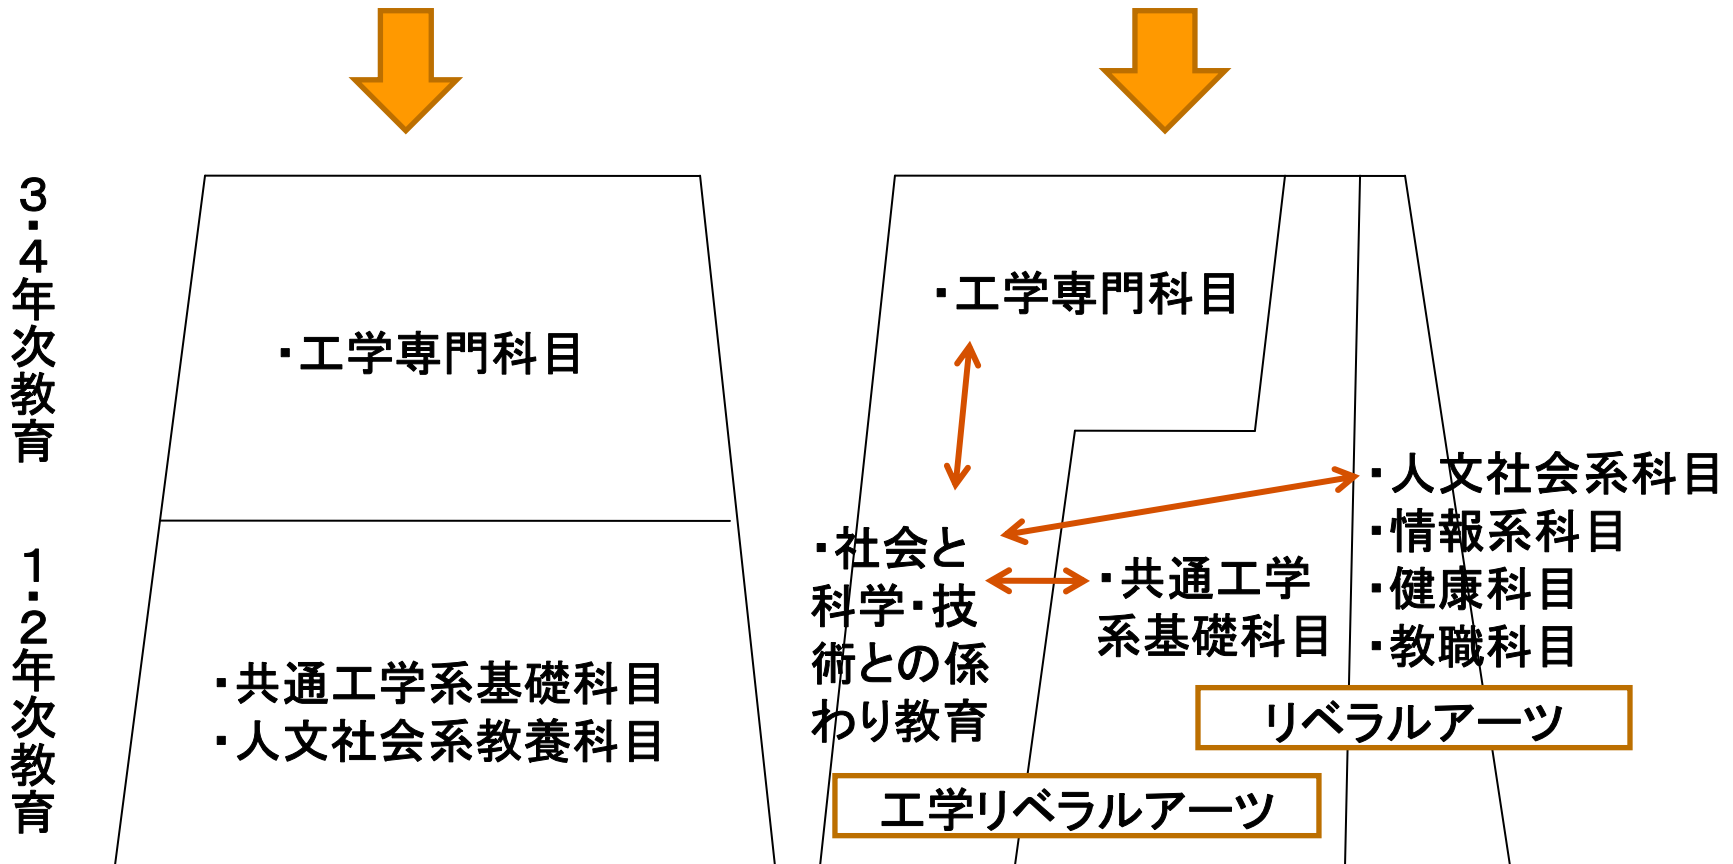 ３・４年次教育
１・２年次教育
・工学専門科目
・共通工学系基礎科目
・人文社会系教養科目
・工学専門科目
・社会と
科学・技
術との係
わり教育
・共通工学
系基礎科目
・人文社会系科目
・情報系科目
・健康科目
・教職科目
リベラルアーツ
工学リベラルアーツ